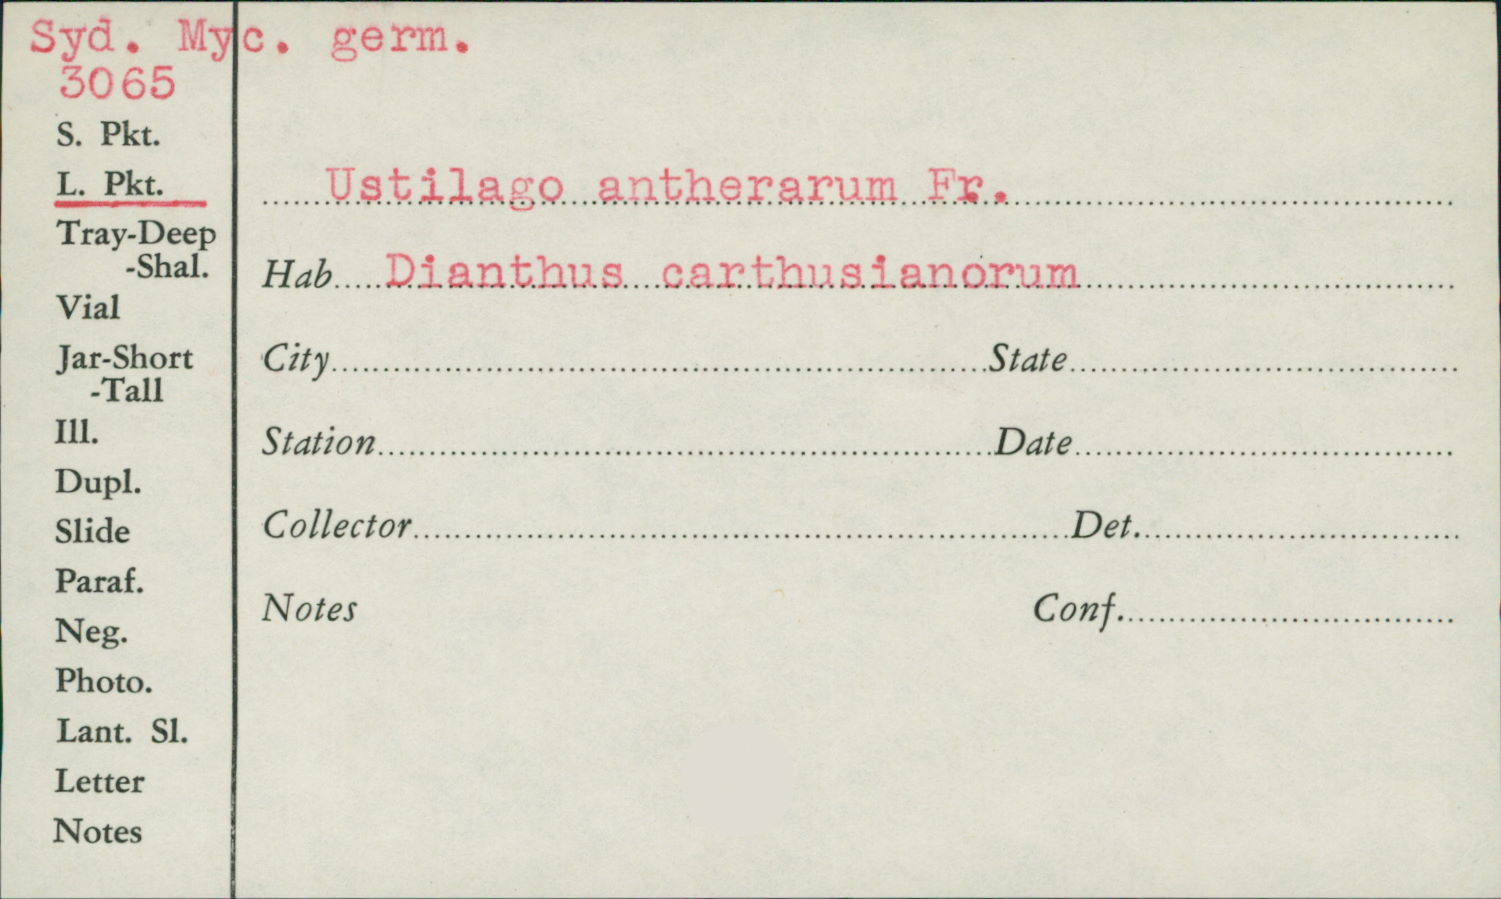 Syd. Myc. germ.
3065
S. Pkt.
L. Pkt.
Tray-Deep
-Shal.
Vial
Jar-Short
-Tall
Ill.
Dupl.
Slide
Paraf.
Neg.
Photo.
Lant. Sl.
Letter
Notes
Ustilago antherarum Fr.
Hab. Dianthus carthusianorum
City State
Station Date
Collector Det.
Notes Conf.